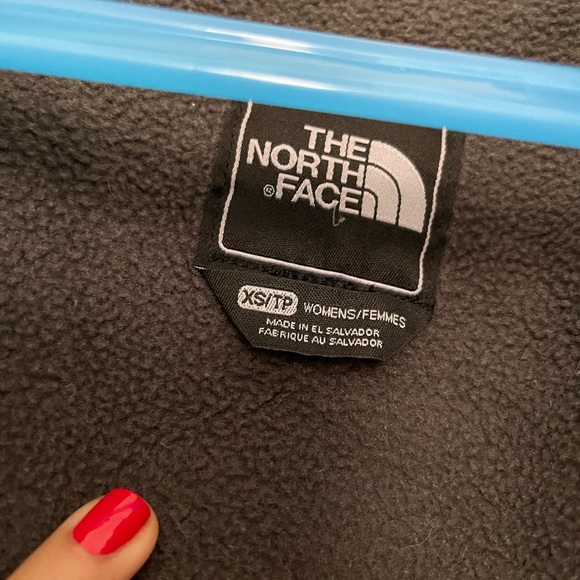 THE
NORTH
FACE®
XS/TP WOMENS/FEMMES
MADE IN EL SALVADOR
FABRIQUE AU SALVADOR